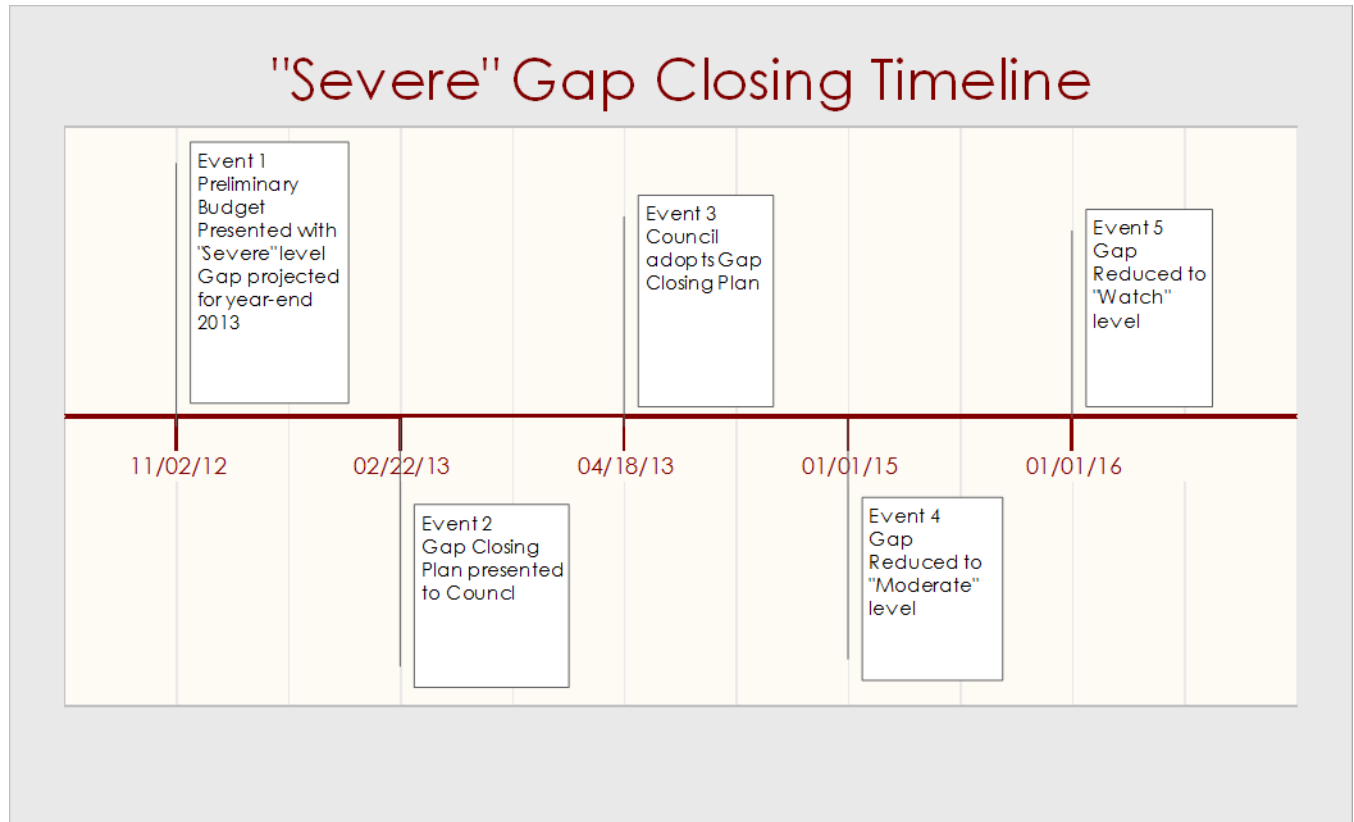 "Severe" Gap Closing Timeline
Event 1
Preliminary
Budget
Presented with
"Severe" level
Gap projected
for year-end
2013
Event 3
Council
adopts Gap
Closing Plan
Event 5
Gap
Reduced to
"Watch"
level
11/02/12
02/22/13
04/18/13
01/01/15
01/01/16
Event 2
Gap Closing
Plan presented
to Councl
Event 4
Gap
Reduced to
"Moderate"
level